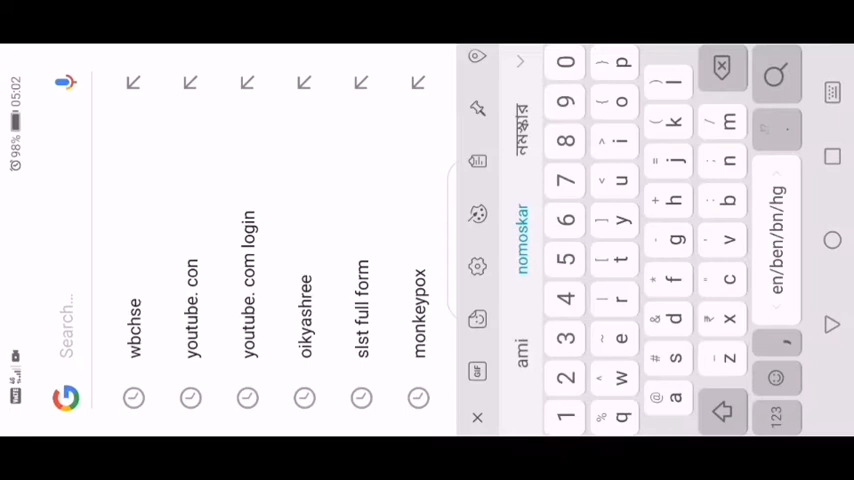 98% 05:02
Search...
wbchse
youtube. con
youtube. com login
oikyashree
slst full form
monkeypox
GIF
ami nomoskar নমস্কার
1 2 3 4 5 6 7 8 9 0
% ^ ~ | [ ] < > { }
q w e r t y u i o p
@ # & * - + = ( )
a s d f g h j k l
z x c v b n m
123 , en/ben/bn/hg .